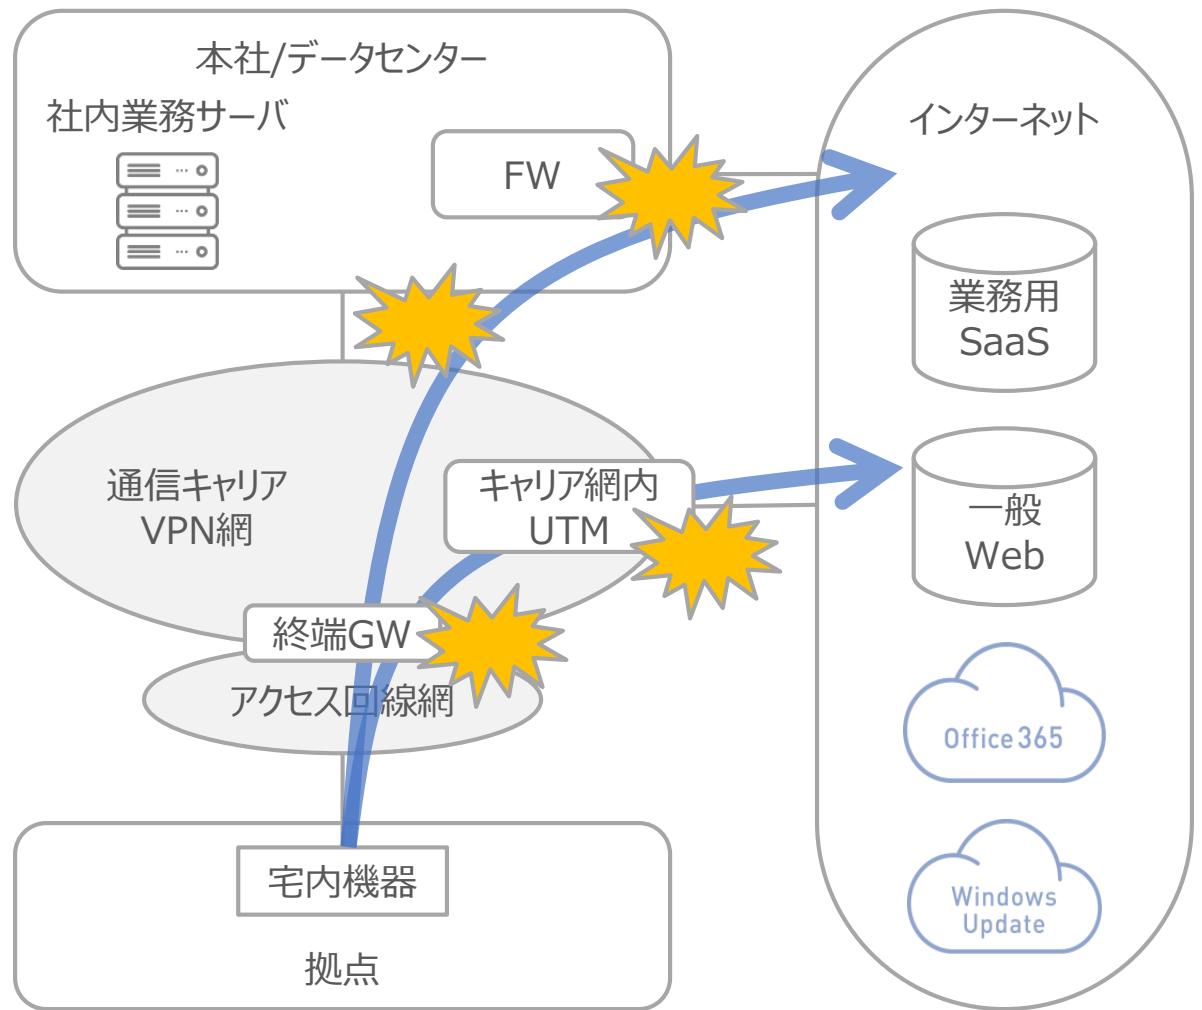 本社/データセンター
社内業務サーバ
FW
インターネット
業務用
SaaS
通信キャリア
VPN網
キャリア網内
UTM
一般
Web
終端GW
アクセス回線網
Office 365
宅内機器
拠点
Windows
Update